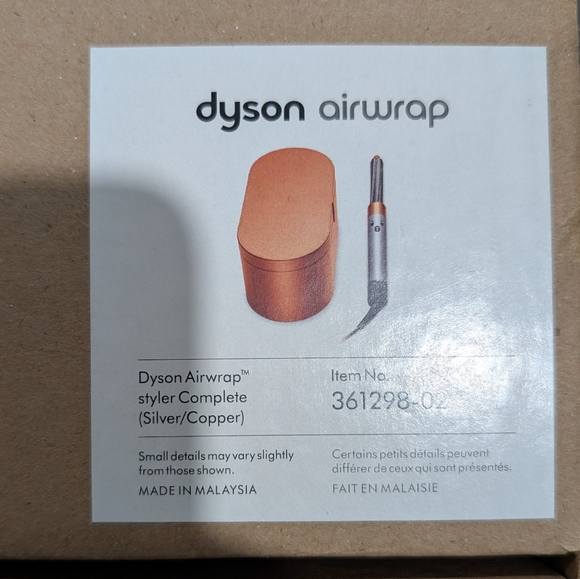 dyson airwrap
Dyson Airwrap™
styler Complete
(Silver/Copper)
Item No.
361298-02
Small details may vary slightly
from those shown.
MADE IN MALAYSIA
Certains petits détails peuvent
différer de ceux qui sont présentés.
FAIT EN MALAISIE